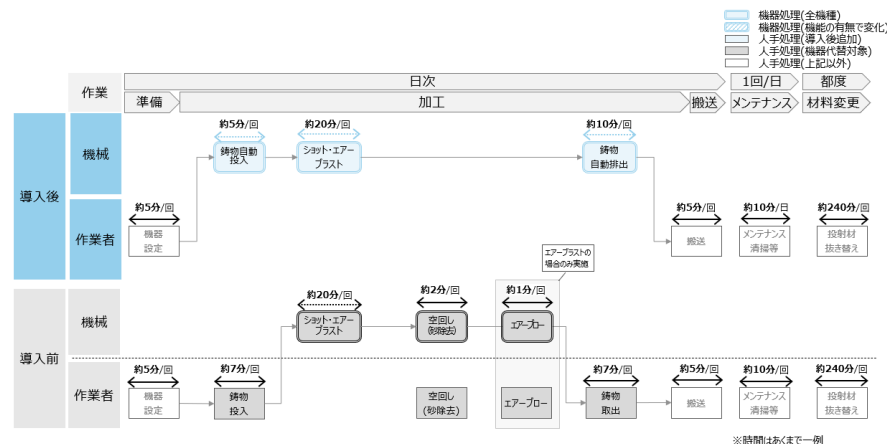 機器処理(全機種)
機器処理(機能の有無で変化)
人手処理(導入後追加)
人手処理(機器代替対象)
人手処理(上記以外)
作業
日次
1回/日
都度
準備
加工
搬送
メンテナンス
材料変更
導入後
機械
約5分/回
約20分/回
約10分/回
鋳物自動
投入
ショット・エアー
ブラスト
鋳物
自動排出
作業者
約5分/回
約5分/回
約10分/日
約240分/回
機器
設定
搬送
メンテナンス
清掃等
投射材
抜き替え
エアーブラストの
場合のみ実施
導入前
機械
約20分/回
約2分/回
約1分/回
ショット・エアー
ブラスト
空回し
(砂除去)
エアーブロー
作業者
約5分/回
約7分/回
約7分/回
約5分/回
約10分/回
約240分/回
機器
設定
鋳物
投入
空回し
(砂除去)
エアーブロー
鋳物
取出
搬送
メンテナンス
清掃等
投射材
抜き替え
※時間はあくまで一例